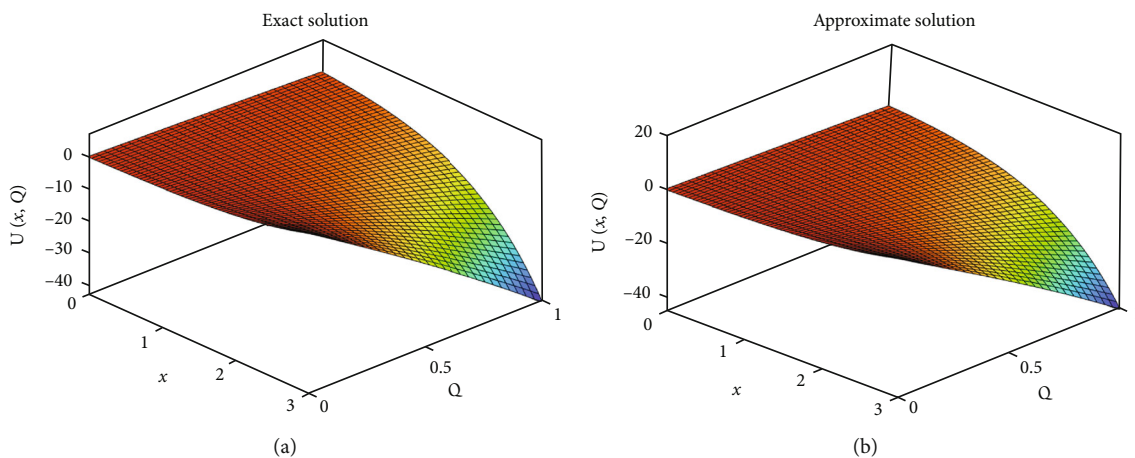 Exact solution
0
–10
–20
–30
–40
U (x, Q)
0
1
2
3
x
0
0.5
1
Q
(a)
Approximate solution
20
0
–20
–40
U (x, Q)
0
1
2
3
x
0
0.5
Q
(b)